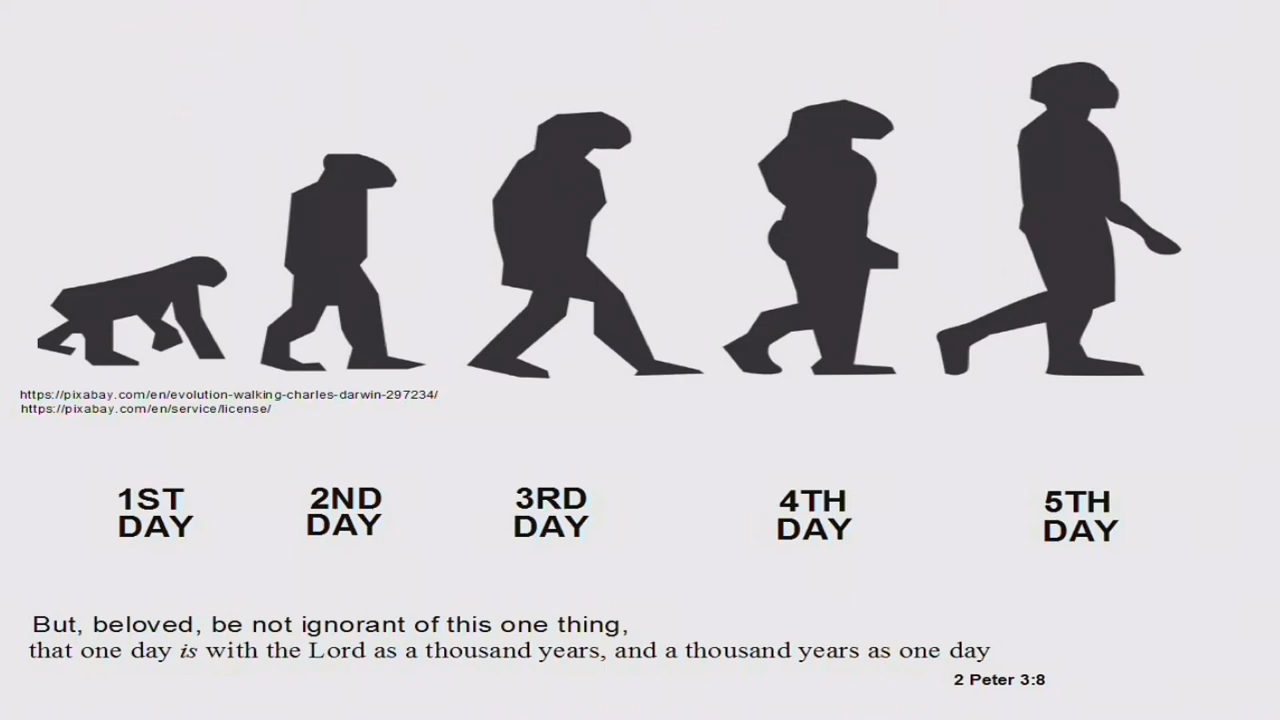 https://pixabay.com/en/evolution-walking-charles-darwin-297234/
https://pixabay.com/en/service/license/
1ST DAY
2ND DAY
3RD DAY
4TH DAY
5TH DAY
But, beloved, be not ignorant of this one thing,
that one day is with the Lord as a thousand years, and a thousand years as one day
2 Peter 3:8